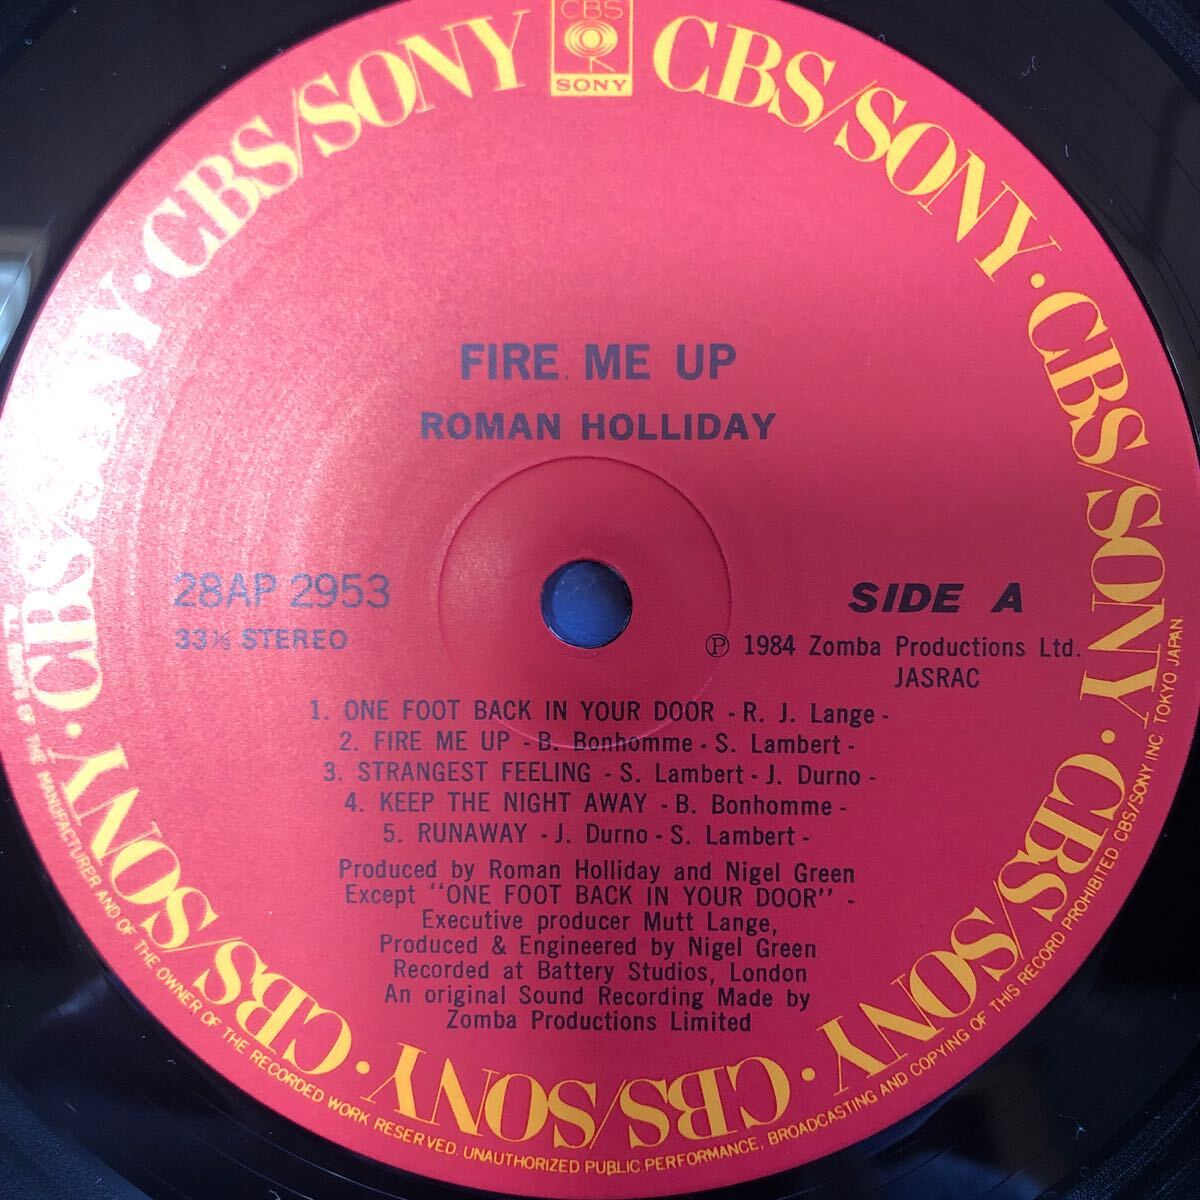 CBS
SONY
CBS/SONY · CBS/SONY · CBS/SONY · CBS/SONY · CBS/SONY · CBS/SONY · CBS/SONY · CBS/SONY
FIRE ME UP
ROMAN HOLLIDAY
28AP 2953
33⅓ STEREO
SIDE A
Ⓟ 1984 Zomba Productions Ltd.
JASRAC
1. ONE FOOT BACK IN YOUR DOOR - R. J. Lange -
2. FIRE ME UP - B. Bonhomme - S. Lambert -
3. STRANGEST FEELING - S. Lambert - J. Durno -
4. KEEP THE NIGHT AWAY - B. Bonhomme -
5. RUNAWAY - J. Durno - S. Lambert -
Produced by Roman Holliday and Nigel Green
Except "ONE FOOT BACK IN YOUR DOOR" -
Executive producer Mutt Lange,
Produced & Engineered by Nigel Green
Recorded at Battery Studios, London
An original Sound Recording Made by
Zomba Productions Limited
OF THE MANUFACTURER AND OF THE OWNER OF THE RECORDED WORK RESERVED. UNAUTHORIZED PUBLIC PERFORMANCE, BROADCASTING AND COPYING OF THIS RECORD PROHIBITED CBS/SONY INC. TOKYO JAPAN